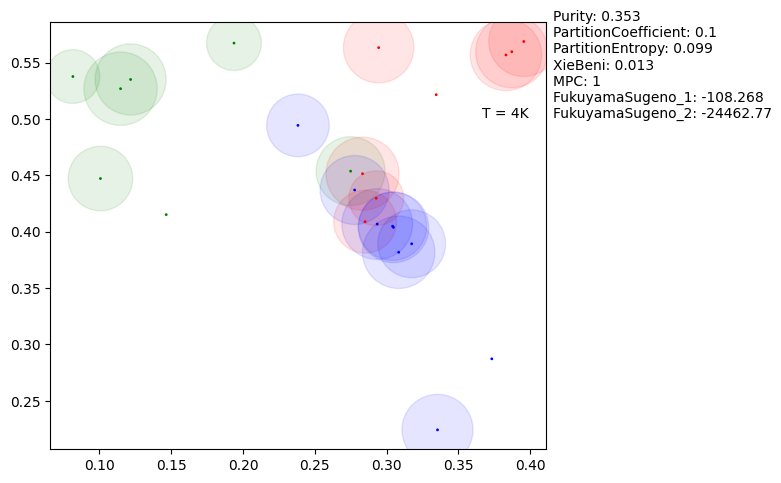 Purity: 0.353
PartitionCoefficient: 0.1
PartitionEntropy: 0.099
XieBeni: 0.013
MPC: 1
FukuyamaSugeno_1: -108.268
FukuyamaSugeno_2: -24462.77
T = 4K
0.55
0.50
0.45
0.40
0.35
0.30
0.25
0.10 0.15 0.20 0.25 0.30 0.35 0.40